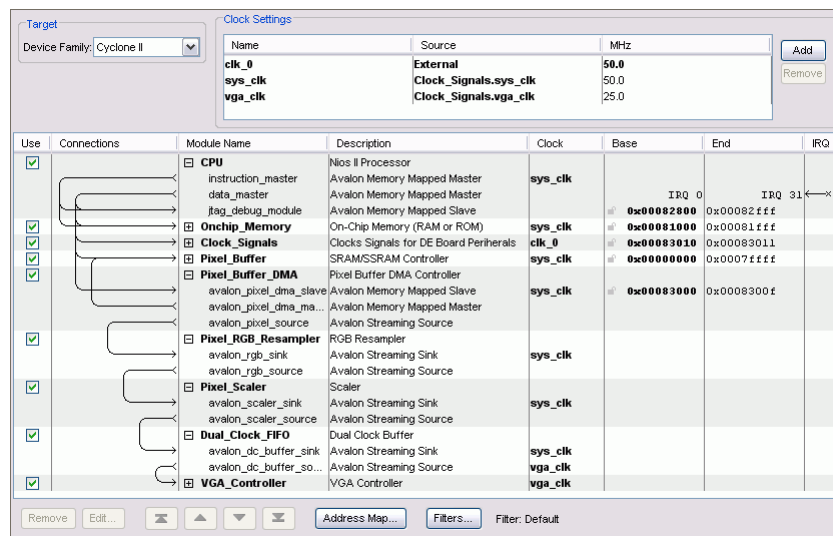 Target
Device Family: Cyclone II
Clock Settings
Name Source MHz
clk_0 External 50.0
sys_clk Clock_Signals.sys_clk 50.0
vga_clk Clock_Signals.vga_clk 25.0
Add
Remove
Use Connections Module Name Description Clock Base End IRQ
CPU Nios II Processor
instruction_master Avalon Memory Mapped Master sys_clk
data_master Avalon Memory Mapped Master IRQ 0 IRQ 31
jtag_debug_module Avalon Memory Mapped Slave 0x00082800 0x00082fff
Onchip_Memory On-Chip Memory (RAM or ROM) sys_clk 0x00081000 0x00081fff
Clock_Signals Clocks Signals for DE Board Periherals clk_0 0x00083010 0x00083011
Pixel_Buffer SRAM/SSRAM Controller sys_clk 0x00000000 0x0007ffff
Pixel_Buffer_DMA Pixel Buffer DMA Controller
avalon_pixel_dma_slave Avalon Memory Mapped Slave sys_clk 0x00083000 0x0008300f
avalon_pixel_dma_ma... Avalon Memory Mapped Master
avalon_pixel_source Avalon Streaming Source
Pixel_RGB_Resampler RGB Resampler
avalon_rgb_sink Avalon Streaming Sink sys_clk
avalon_rgb_source Avalon Streaming Source
Pixel_Scaler Scaler
avalon_scaler_sink Avalon Streaming Sink sys_clk
avalon_scaler_source Avalon Streaming Source
Dual_Clock_FIFO Dual Clock Buffer
avalon_dc_buffer_sink Avalon Streaming Sink sys_clk
avalon_dc_buffer_so... Avalon Streaming Source vga_clk
VGA_Controller VGA Controller vga_clk
Remove Edit... Address Map... Filters... Filter: Default